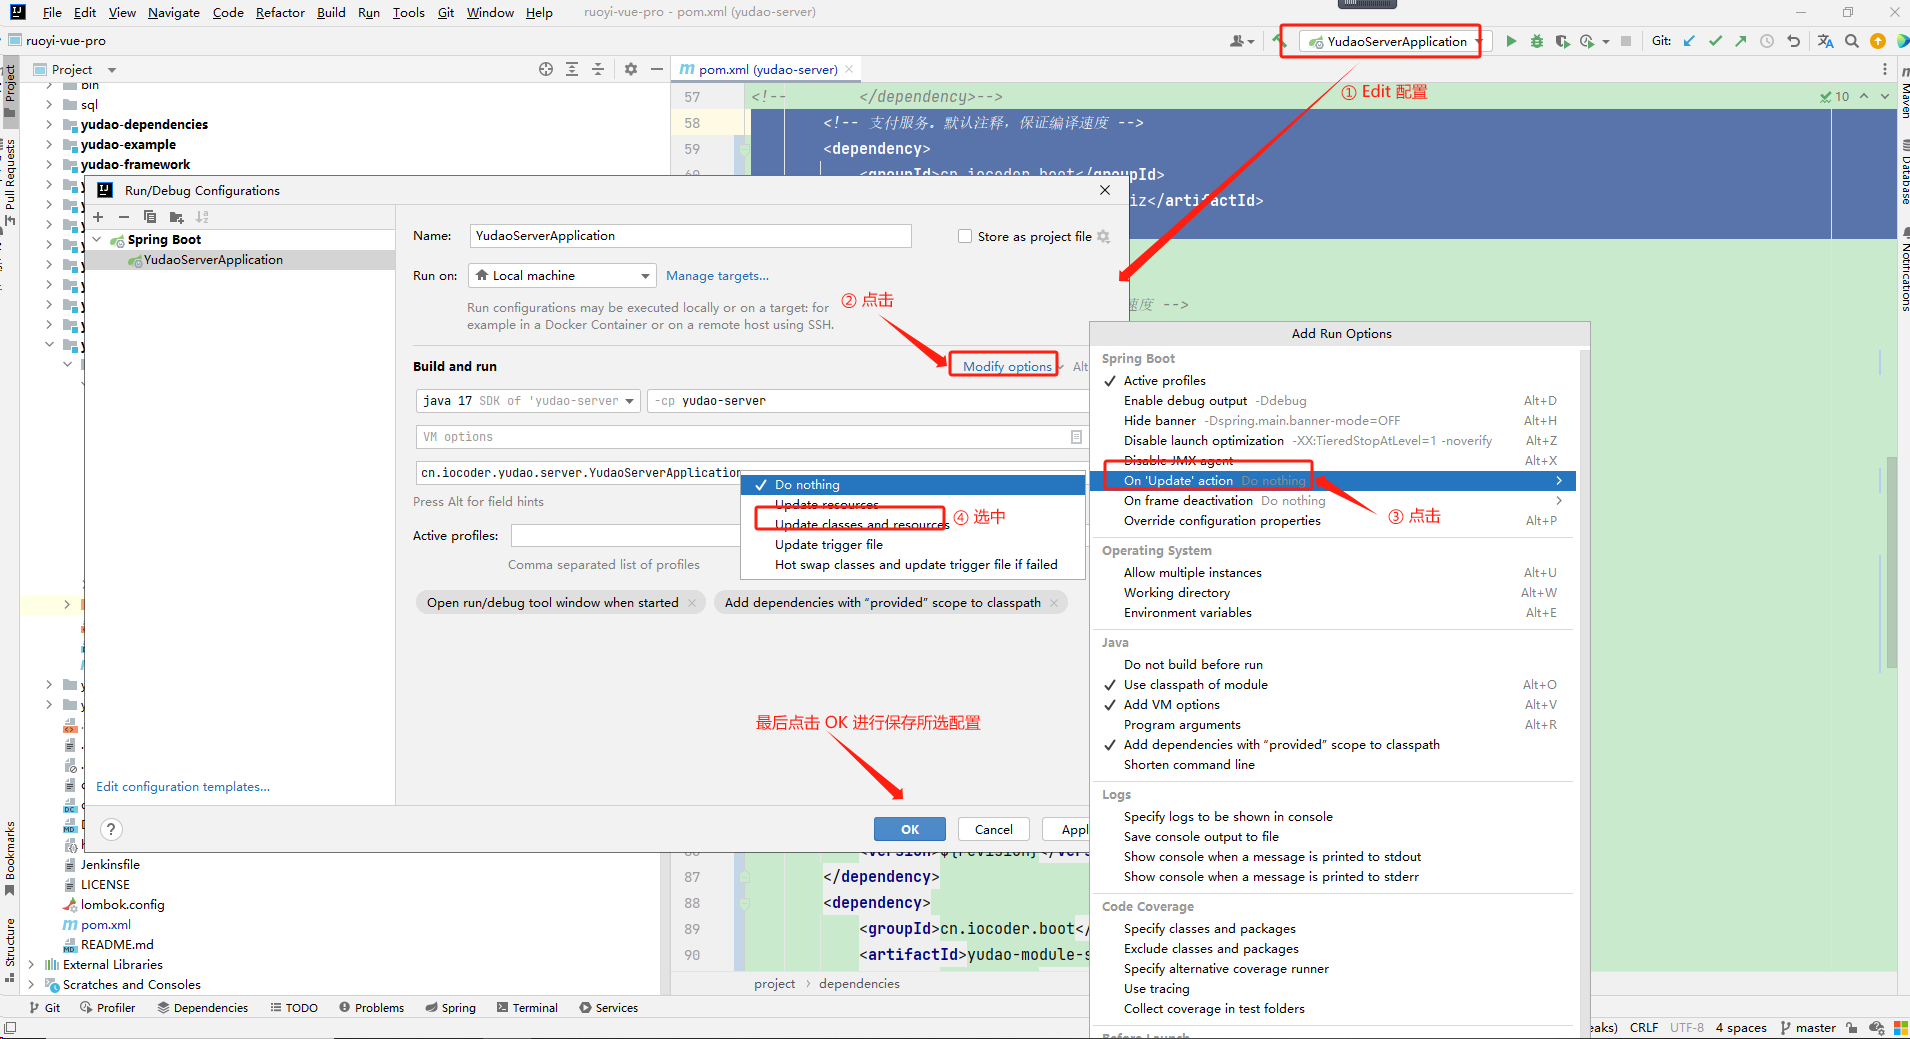 File Edit View Navigate Code Refactor Build Run Tools Git Window Help ruoyi-vue-pro - pom.xml (yudao-server)
ruoyi-vue-pro
YudaoServerApplication
Git:
Project
pom.xml (yudao-server)
① Edit 配置
bin
sql
yudao-dependencies
yudao-example
yudao-framework
57 <!-- </dependency>-->
10
58 <!-- 支付服务。默认注释，保证编译速度 -->
59 <dependency>
<groupId>cn.iocoder.boot</groupId>
iz</artifactId>
速度 -->
Run/Debug Configurations
Spring Boot
YudaoServerApplication
Edit configuration templates...
Name: YudaoServerApplication
Store as project file
Run on: Local machine
Manage targets...
Run configurations may be executed locally or on a target: for
example in a Docker Container or on a remote host using SSH.
② 点击
Build and run
Modify options
Alt
java 17 SDK of 'yudao-server
-cp yudao-server
VM options
cn.iocoder.yudao.server.YudaoServerApplication
Press Alt for field hints
Active profiles:
Comma separated list of profiles
Open run/debug tool window when started
Add dependencies with “provided” scope to classpath
Do nothing
Update resources
Update classes and resources
④ 选中
Update trigger file
Hot swap classes and update trigger file if failed
最后点击 OK 进行保存所选配置
?
OK
Cancel
Appl
Add Run Options
Spring Boot
Active profiles
Enable debug output -Ddebug Alt+D
Hide banner -Dspring.main.banner-mode=OFF Alt+H
Disable launch optimization -XX:TieredStopAtLevel=1 -noverify Alt+Z
Disable JMX agent Alt+X
On 'Update' action Do nothing
On frame deactivation Do nothing
③ 点击
Override configuration properties Alt+P
Operating System
Allow multiple instances Alt+U
Working directory Alt+W
Environment variables Alt+E
Java
Do not build before run
Use classpath of module Alt+O
Add VM options Alt+V
Program arguments Alt+R
Add dependencies with “provided” scope to classpath
Shorten command line
Logs
Specify logs to be shown in console
Save console output to file
Show console when a message is printed to stdout
Show console when a message is printed to stderr
Code Coverage
Specify classes and packages
Exclude classes and packages
Specify alternative coverage runner
Use tracing
Collect coverage in test folders
Before Launch
Jenkinsfile
LICENSE
lombok.config
pom.xml
README.md
External Libraries
Scratches and Consoles
<version>${revision}</vers
87 </dependency>
88 <dependency>
89 <groupId>cn.iocoder.boot</
90 <artifactId>yudao-module-s
project
dependencies
Project
Pull Requests
Bookmarks
Structure
Maven
Database
Notifications
Git Profiler Dependencies TODO Problems Spring Terminal Services
eaks) CRLF UTF-8 4 spaces master